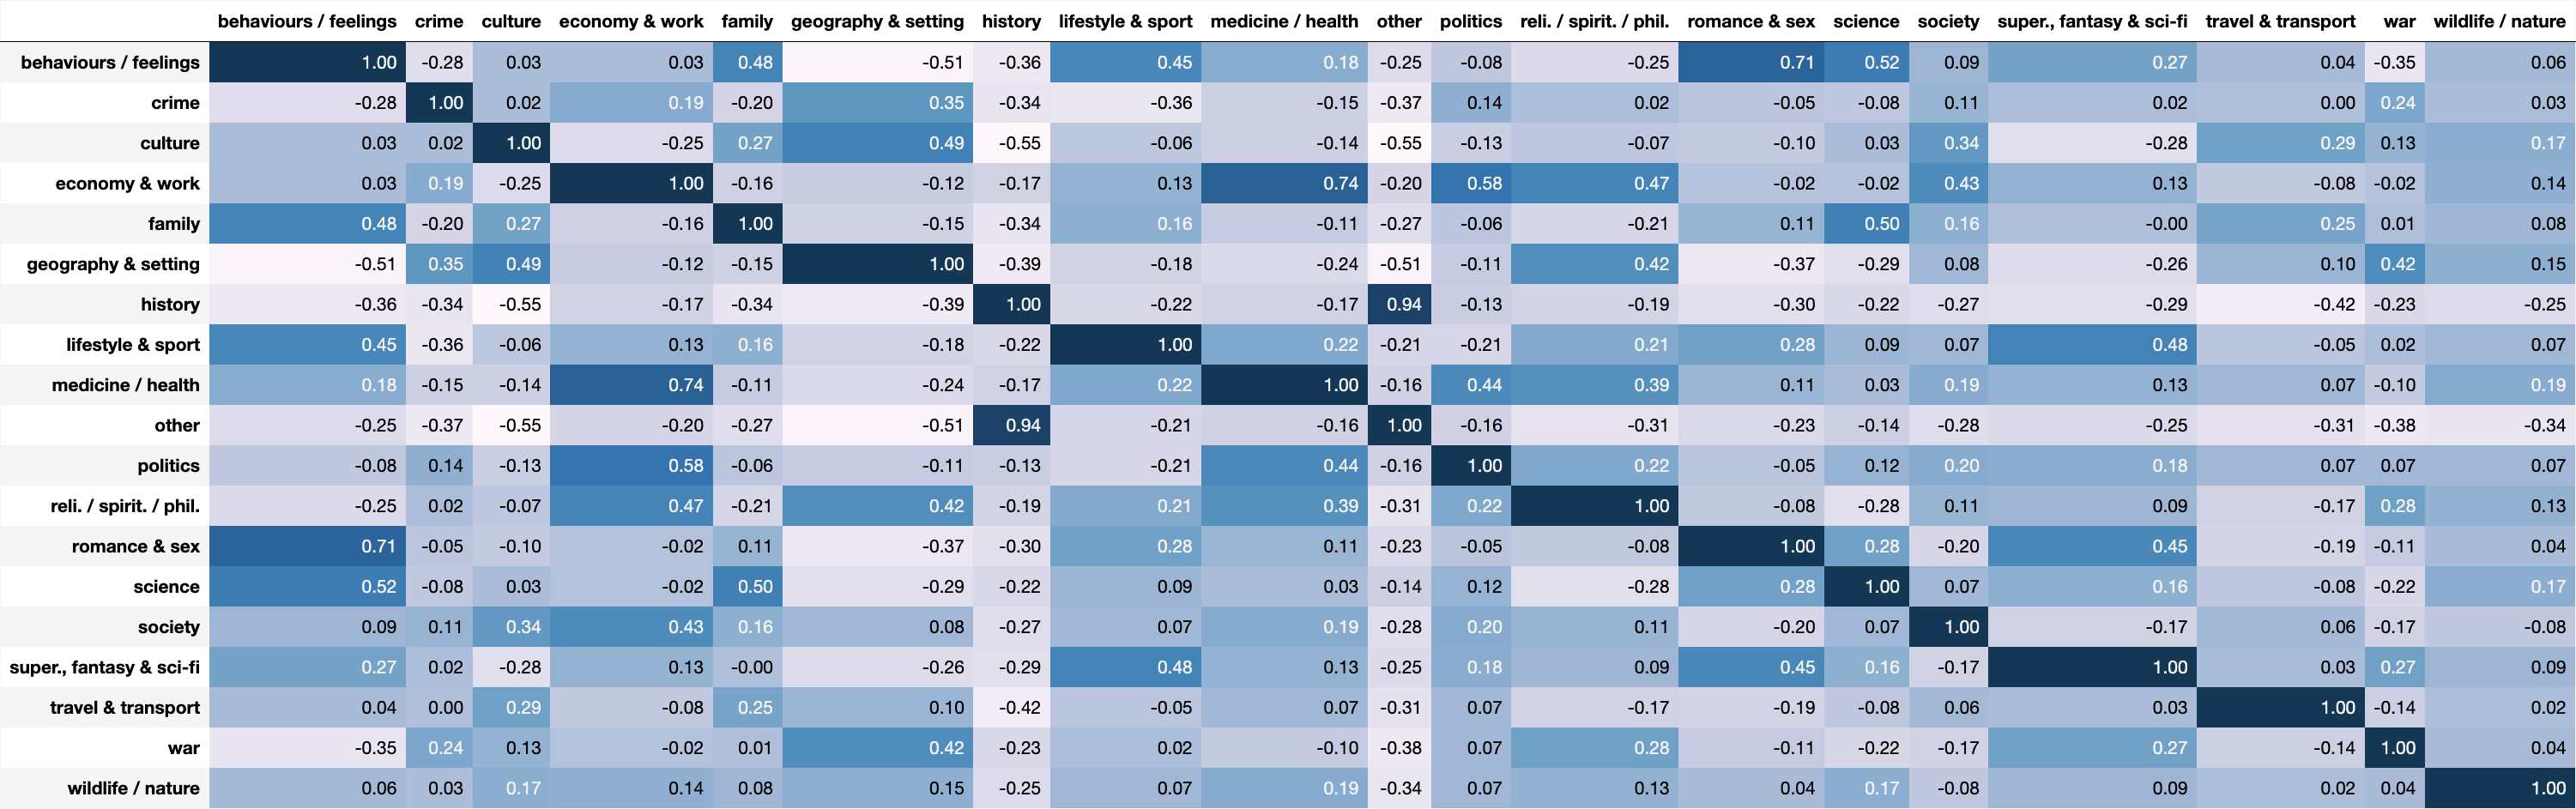 behaviours / feelings crime culture economy & work family geography & setting history lifestyle & sport medicine / health other politics reli. / spirit. / phil. romance & sex science society super., fantasy & sci-fi travel & transport war wildlife / nature
behaviours / feelings 1.00 -0.28 0.03 0.03 0.48 -0.51 -0.36 0.45 0.18 -0.25 -0.08 -0.25 0.71 0.52 0.09 0.27 0.04 -0.35 0.06
crime -0.28 1.00 0.02 0.19 -0.20 0.35 -0.34 -0.36 -0.15 -0.37 0.14 0.02 -0.05 -0.08 0.11 0.02 0.00 0.24 0.03
culture 0.03 0.02 1.00 -0.25 0.27 0.49 -0.55 -0.06 -0.14 -0.55 -0.13 -0.07 -0.10 0.03 0.34 -0.28 0.29 0.13 0.17
economy & work 0.03 0.19 -0.25 1.00 -0.16 -0.12 -0.17 0.13 0.74 -0.20 0.58 0.47 -0.02 -0.02 0.43 0.13 -0.08 -0.02 0.14
family 0.48 -0.20 0.27 -0.16 1.00 -0.15 -0.34 0.16 -0.11 -0.27 -0.06 -0.21 0.11 0.50 0.16 -0.00 0.25 0.01 0.08
geography & setting -0.51 0.35 0.49 -0.12 -0.15 1.00 -0.39 -0.18 -0.24 -0.51 -0.11 0.42 -0.37 -0.29 0.08 -0.26 0.10 0.42 0.15
history -0.36 -0.34 -0.55 -0.17 -0.34 -0.39 1.00 -0.22 -0.17 0.94 -0.13 -0.19 -0.30 -0.22 -0.27 -0.29 -0.42 -0.23 -0.25
lifestyle & sport 0.45 -0.36 -0.06 0.13 0.16 -0.18 -0.22 1.00 0.22 -0.21 -0.21 0.21 0.28 0.09 0.07 0.48 -0.05 0.02 0.07
medicine / health 0.18 -0.15 -0.14 0.74 -0.11 -0.24 -0.17 0.22 1.00 -0.16 0.44 0.39 0.11 0.03 0.19 0.13 0.07 -0.10 0.19
other -0.25 -0.37 -0.55 -0.20 -0.27 -0.51 0.94 -0.21 -0.16 1.00 -0.16 -0.31 -0.23 -0.14 -0.28 -0.25 -0.31 -0.38 -0.34
politics -0.08 0.14 -0.13 0.58 -0.06 -0.11 -0.13 -0.21 0.44 -0.16 1.00 0.22 -0.05 0.12 0.20 0.18 0.07 0.07 0.07
reli. / spirit. / phil. -0.25 0.02 -0.07 0.47 -0.21 0.42 -0.19 0.21 0.39 -0.31 0.22 1.00 -0.08 -0.28 0.11 0.09 -0.17 0.28 0.13
romance & sex 0.71 -0.05 -0.10 -0.02 0.11 -0.37 -0.30 0.28 0.11 -0.23 -0.05 -0.08 1.00 0.28 -0.20 0.45 -0.19 -0.11 0.04
science 0.52 -0.08 0.03 -0.02 0.50 -0.29 -0.22 0.09 0.03 -0.14 0.12 -0.28 0.28 1.00 0.07 0.16 -0.08 -0.22 0.17
society 0.09 0.11 0.34 0.43 0.16 0.08 -0.27 0.07 0.19 -0.28 0.20 0.11 -0.20 0.07 1.00 -0.17 0.06 -0.17 -0.08
super., fantasy & sci-fi 0.27 0.02 -0.28 0.13 -0.00 -0.26 -0.29 0.48 0.13 -0.25 0.18 0.09 0.45 0.16 -0.17 1.00 0.03 0.27 0.09
travel & transport 0.04 0.00 0.29 -0.08 0.25 0.10 -0.42 -0.05 0.07 -0.31 0.07 -0.17 -0.19 -0.08 0.06 0.03 1.00 -0.14 0.02
war -0.35 0.24 0.13 -0.02 0.01 0.42 -0.23 0.02 -0.10 -0.38 0.07 0.28 -0.11 -0.22 -0.17 0.27 -0.14 1.00 0.04
wildlife / nature 0.06 0.03 0.17 0.14 0.08 0.15 -0.25 0.07 0.19 -0.34 0.07 0.13 0.04 0.17 -0.08 0.09 0.02 0.04 1.00